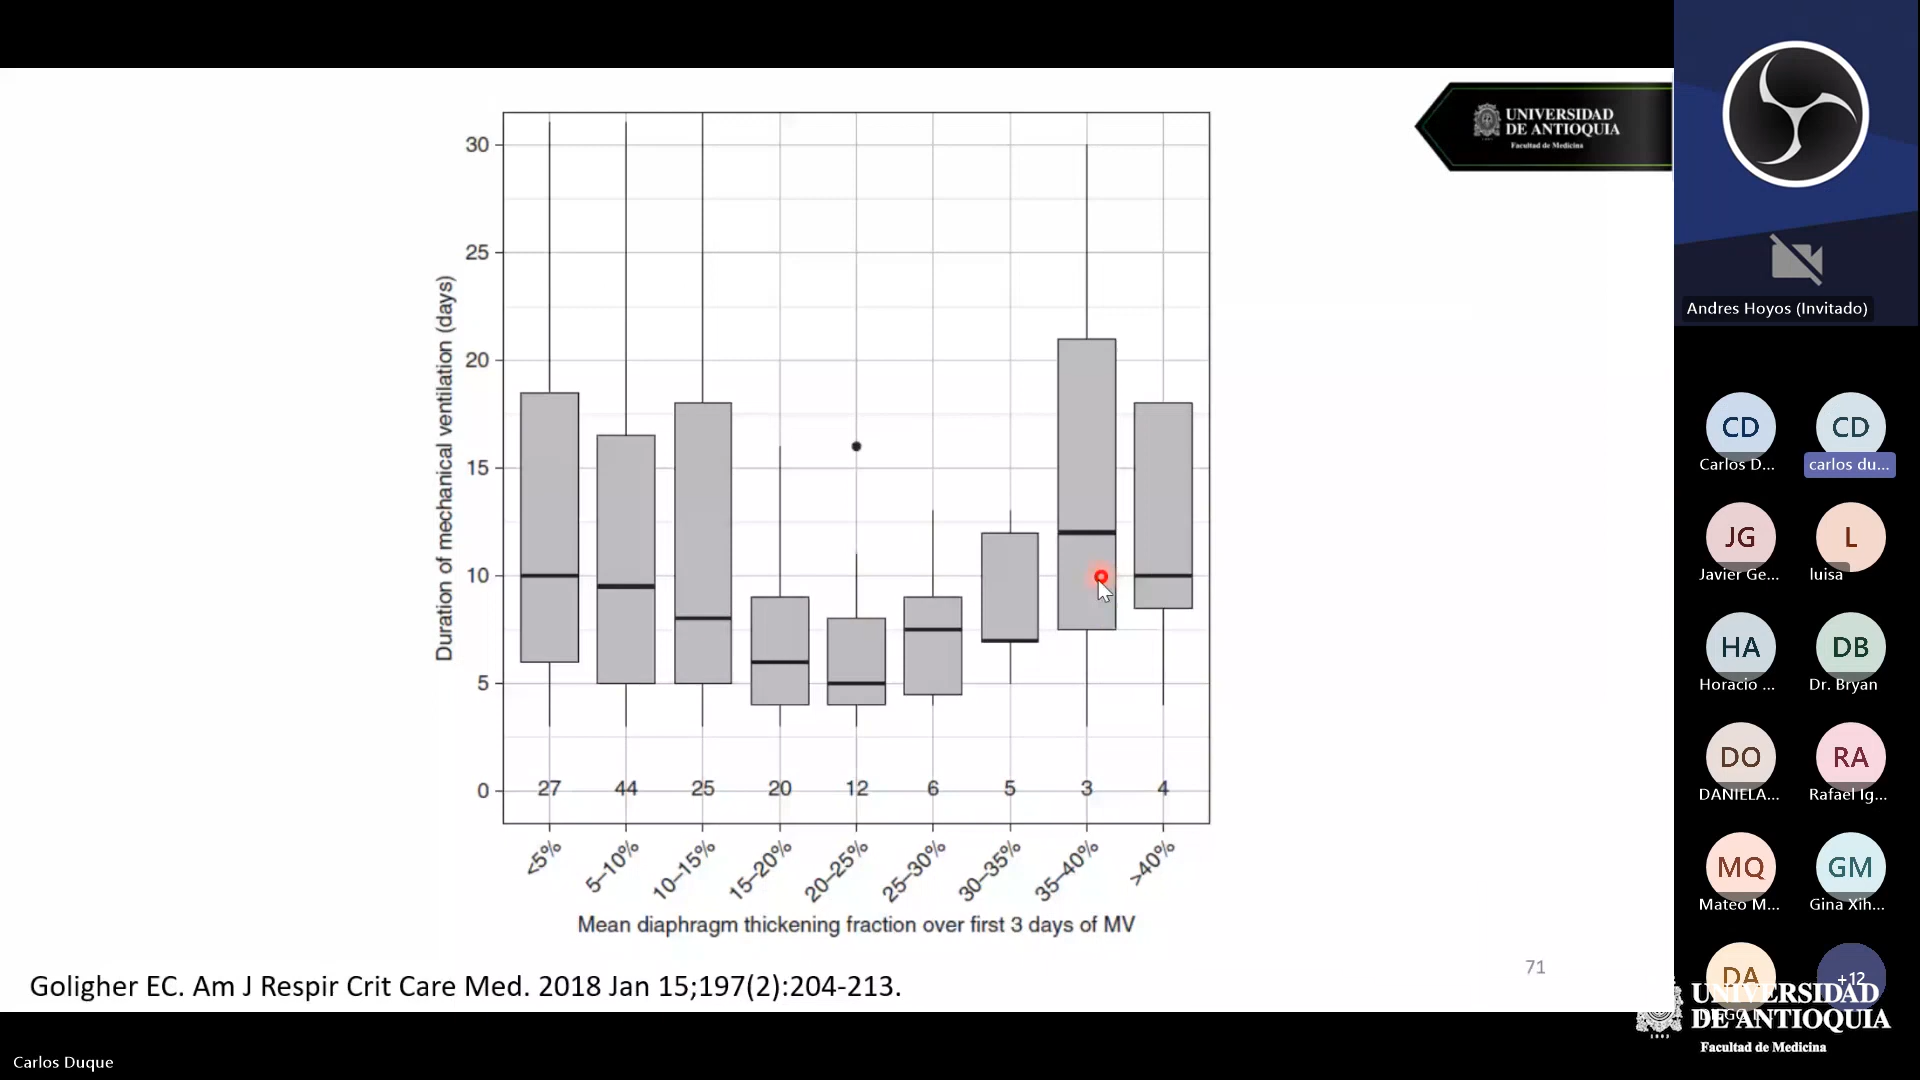 UNIVERSIDAD
DE ANTIOQUIA
Facultad de Medicina
30
25
20
15
10
5
0
Duration of mechanical ventilation (days)
27 44 25 20 12 6 5 3 4
<5% 5–10% 10–15% 15–20% 20–25% 25–30% 30–35% 35–40% >40%
Mean diaphragm thickening fraction over first 3 days of MV
71
Goligher EC. Am J Respir Crit Care Med. 2018 Jan 15;197(2):204-213.
Carlos Duque
Andres Hoyos (Invitado)
CD CD
Carlos D... carlos du...
JG L
Javier Ge... luisa
HA DB
Horacio ... Dr. Bryan
DO RA
DANIELA... Rafael Ig...
MQ GM
Mateo M... Gina Xih...
DA +12
UNIVERSIDAD
DE ANTIOQUIA
1803
Facultad de Medicina